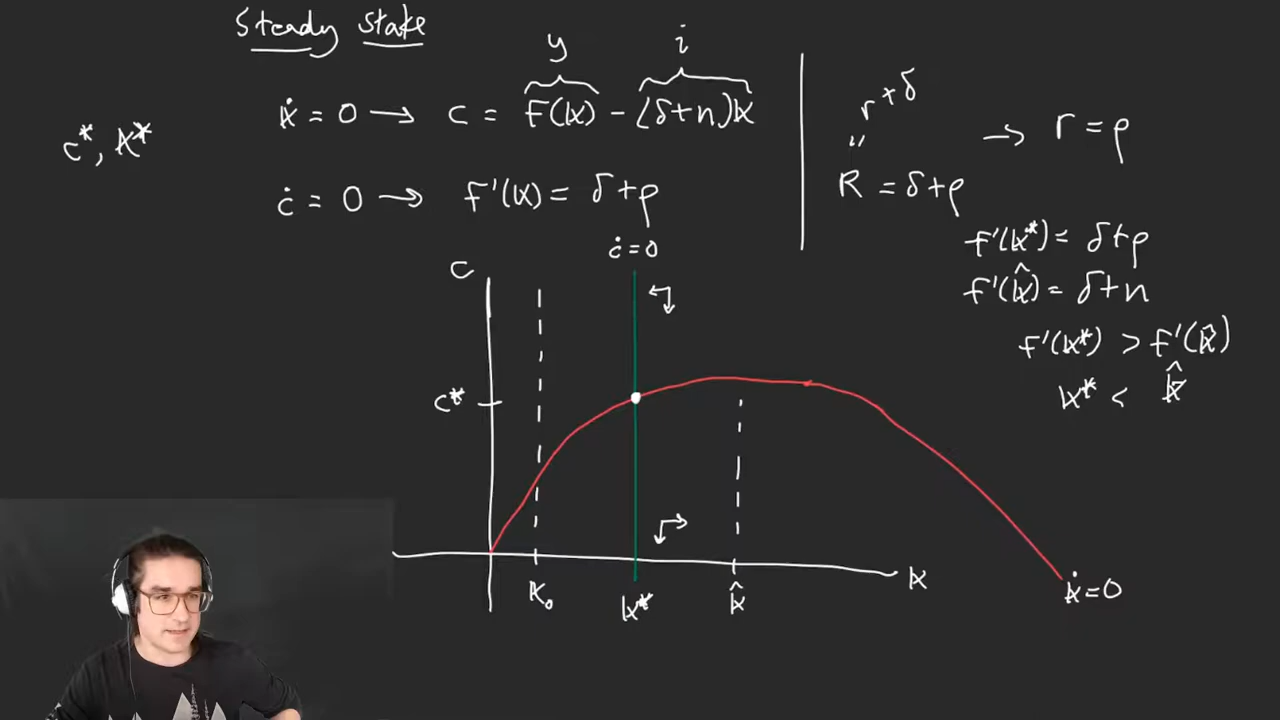 Steady state
y
i
k̇ = 0 → c = F(k) - (δ+n)k
c*, k*
ċ = 0 → f'(k) = δ+ρ
r+δ
"
R = δ+ρ
→ r = ρ
f'(k*) = δ+ρ
f'(k̂) = δ+n
f'(k*) > f'(k̂)
k* < k̂
ċ=0
c
c*
k₀
k*
k̂
k
k̇=0